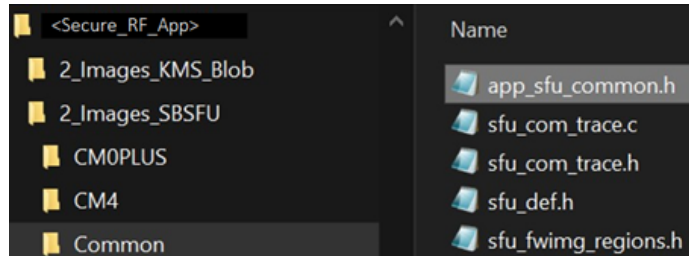 <Secure_RF_App>
2_Images_KMS_Blob
2_Images_SBSFU
CM0PLUS
CM4
Common
Name
app_sfu_common.h
sfu_com_trace.c
sfu_com_trace.h
sfu_def.h
sfu_fwimg_regions.h